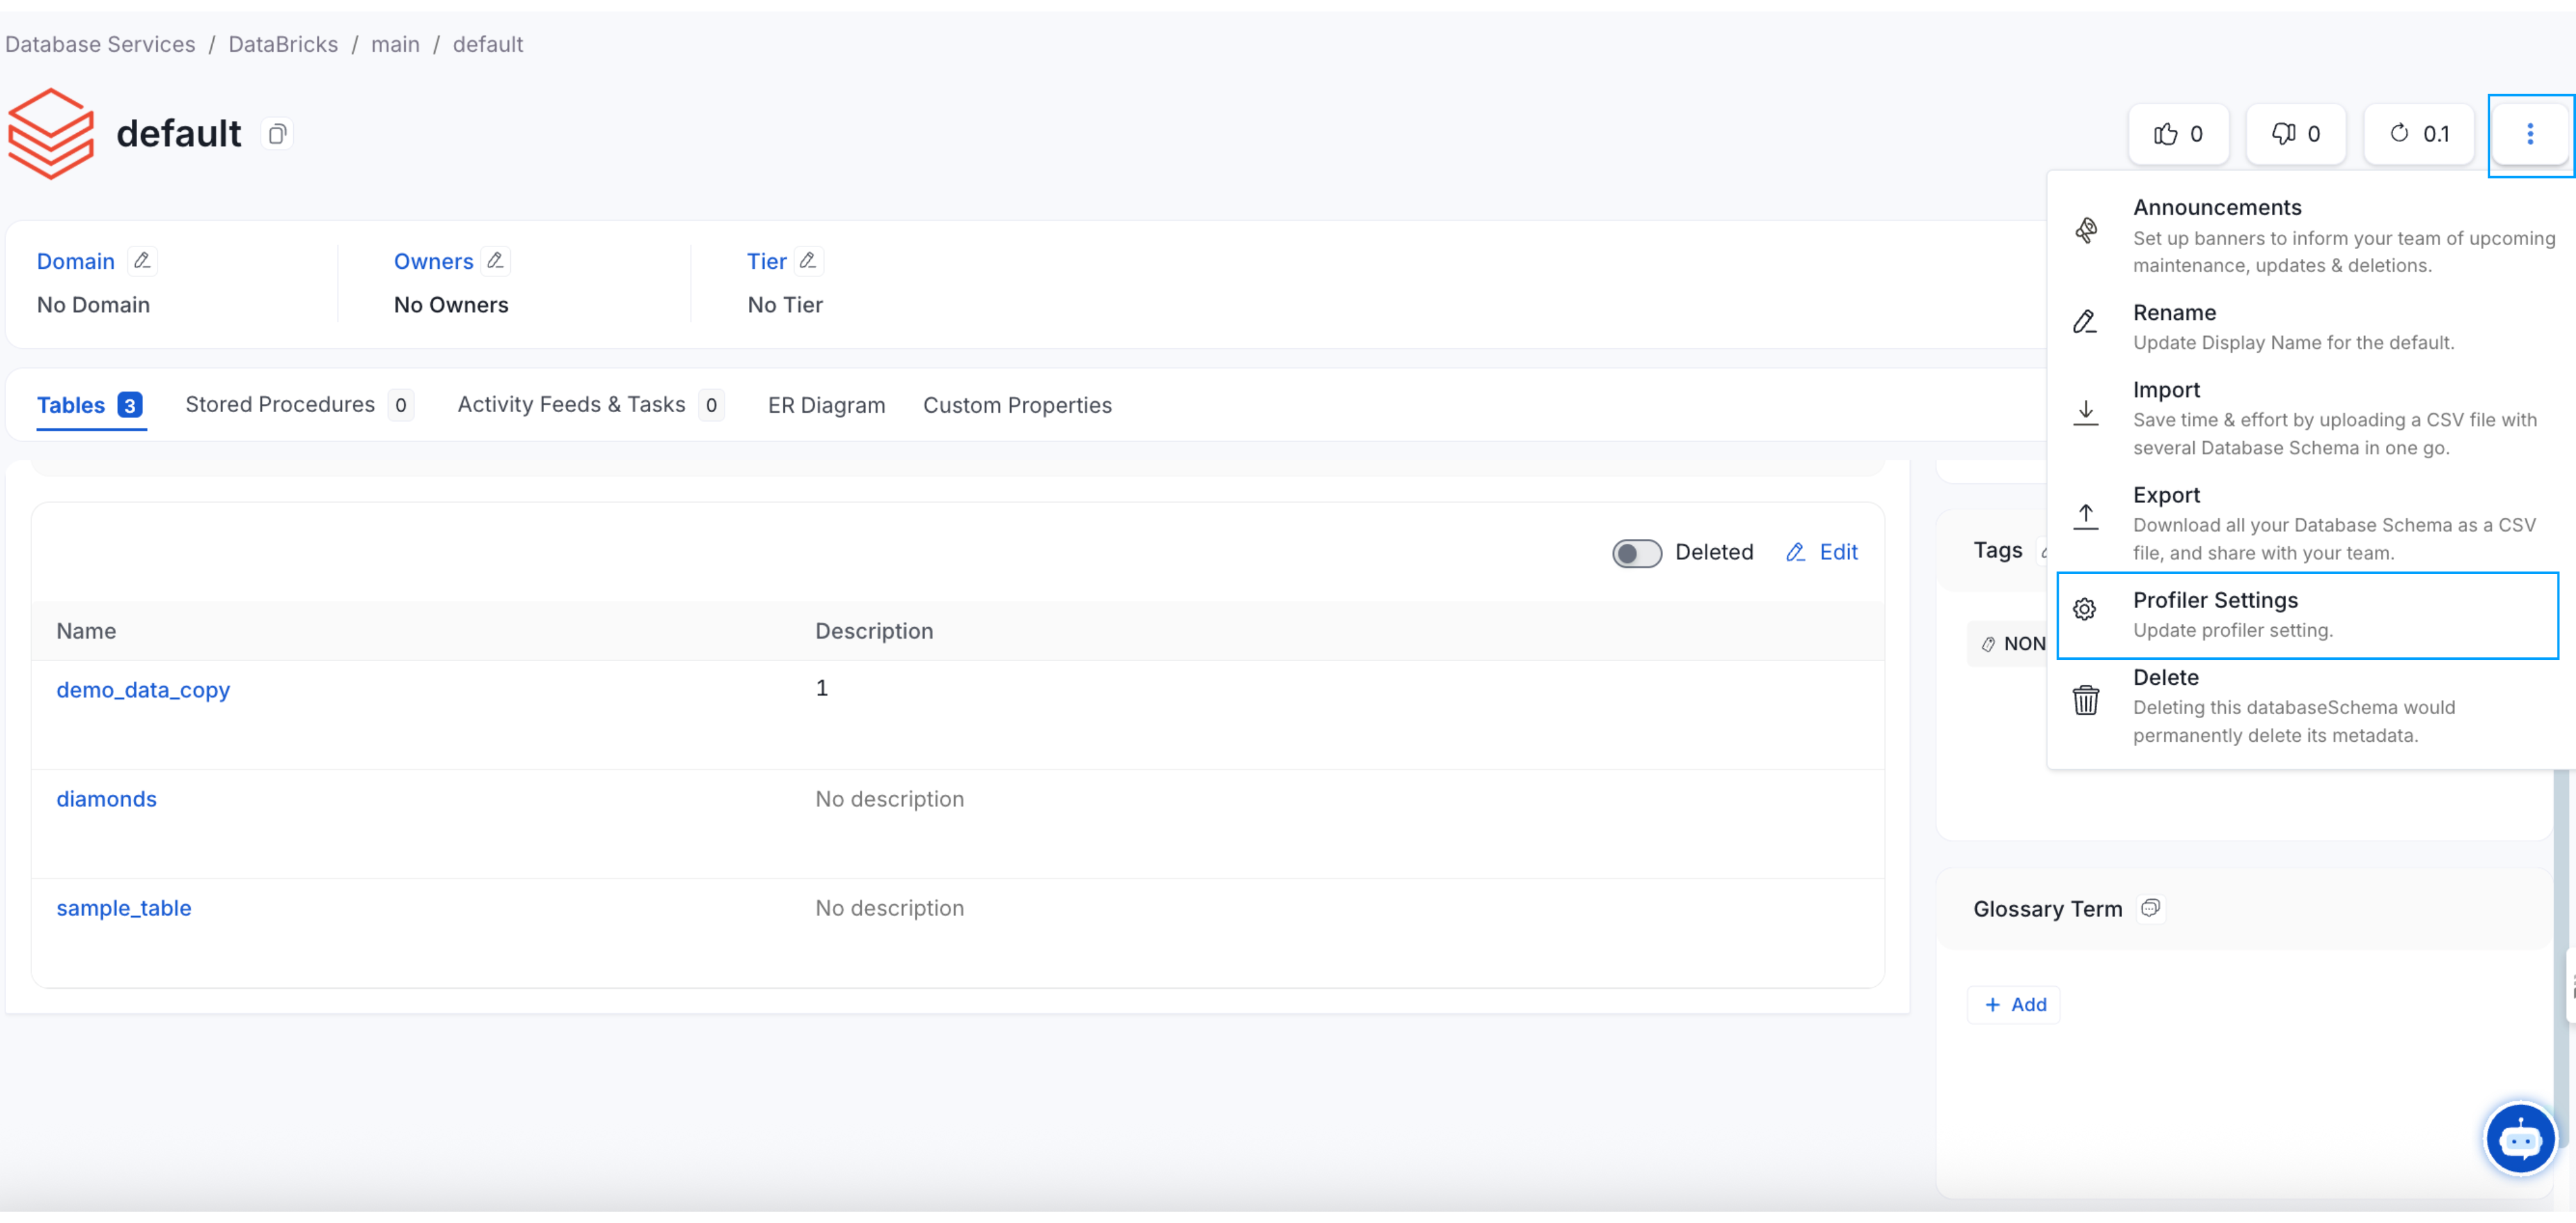 Database Services / DataBricks / main / default
default
0
0
0.1
Domain
No Domain
Owners
No Owners
Tier
No Tier
Tables 3
Stored Procedures 0
Activity Feeds & Tasks 0
ER Diagram
Custom Properties
Deleted
Edit
Name
Description
demo_data_copy
1
diamonds
No description
sample_table
No description
Announcements
Set up banners to inform your team of upcoming
maintenance, updates & deletions.
Rename
Update Display Name for the default.
Import
Save time & effort by uploading a CSV file with
several Database Schema in one go.
Export
Download all your Database Schema as a CSV
file, and share with your team.
Profiler Settings
Update profiler setting.
Delete
Deleting this databaseSchema would
permanently delete its metadata.
Tags
NON
Glossary Term
+ Add